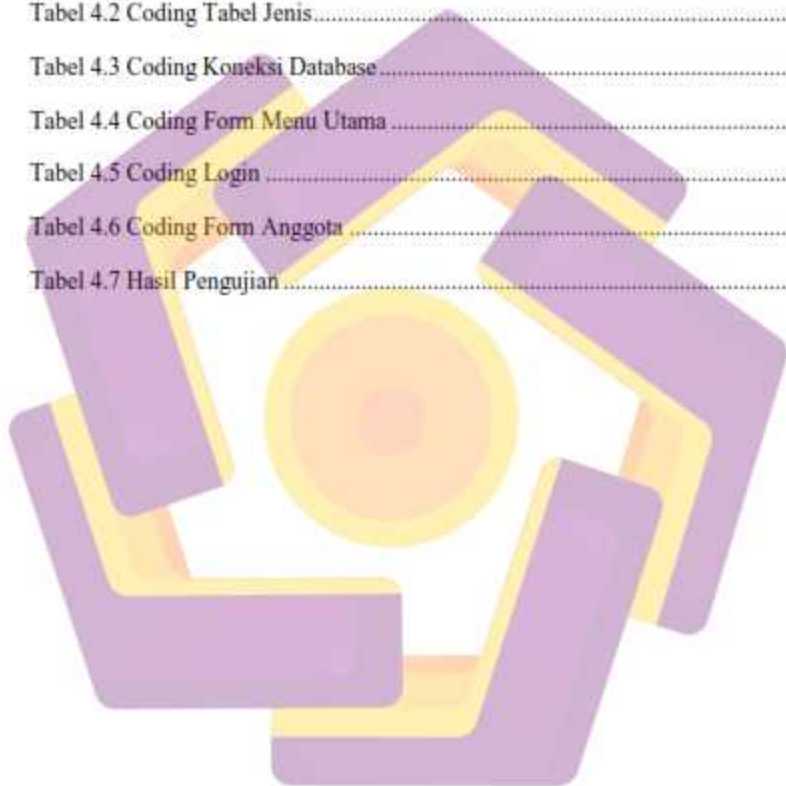 Tabel 4.2 Coding Tabel Jenis........................................................................................
Tabel 4.3 Coding Koneksi Database...........................................................................
Tabel 4.4 Coding Form Menu Utama .........................................................................
Tabel 4.5 Coding Login ................................................................................................
Tabel 4.6 Coding Form Anggota .................................................................................
Tabel 4.7 Hasil Pengujian .............................................................................................